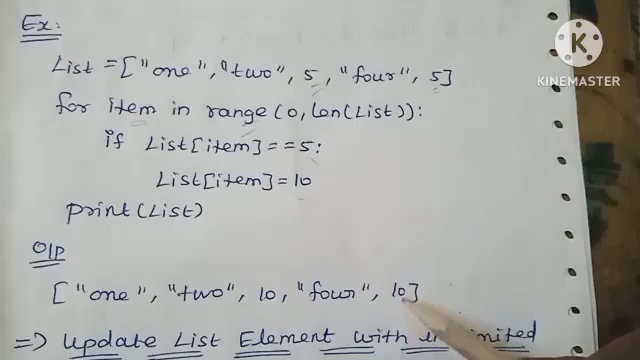 Ex:
K
KINEMASTER
List = ["one", "two", 5, "four", 5]
for item in range(0, len(List)):
if List[item]==5:
List[item]=10
print(List)
O/P
["one", "two", 10, "four", 10]
=> Update List Element with